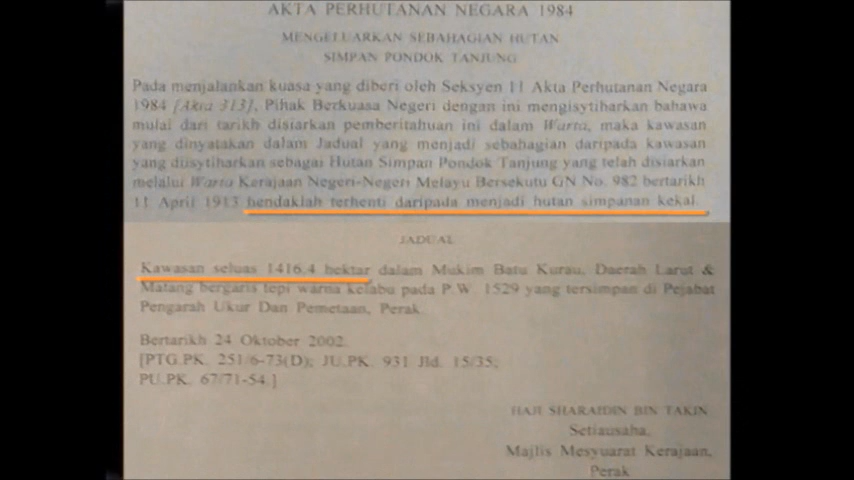 AKTA PERHUTANAN NEGARA 1984
MENGELUARKAN SEBAHAGIAN HUTAN
SIMPAN PONDOK TANJUNG
Pada menjalankan kuasa yang diberi oleh Seksyen 11 Akta Perhutanan Negara
1984 [Akta 313], Pihak Berkuasa Negeri dengan ini mengisytiharkan bahawa
mulai dari tarikh disiarkan pemberitahuan ini dalam Warta, maka kawasan
yang dinyatakan dalam Jadual yang menjadi sebahagian daripada kawasan
yang diisytiharkan sebagai Hutan Simpan Pondok Tanjung yang telah disiarkan
melalui Warta Kerajaan Negeri-Negeri Melayu Bersekutu GN No. 982 bertarikh
11 April 1913 hendaklah terhenti daripada menjadi hutan simpanan kekal.
JADUAL
Kawasan seluas 1416.4 hektar dalam Mukim Batu Kurau, Daerah Larut &
Matang bergaris tepi warna kelabu pada P.W. 1529 yang tersimpan di Pejabat
Pengarah Ukur Dan Pemetaan, Perak.
Bertarikh 24 Oktober 2002.
[PTG.PK. 251/6-73(D); JU.PK. 931 Jld. 15/35;
PU.PK. 67/71-54.]
HAJI SHARAIDIN BIN TAKIN
Setiausaha,
Majlis Mesyuarat Kerajaan,
Perak